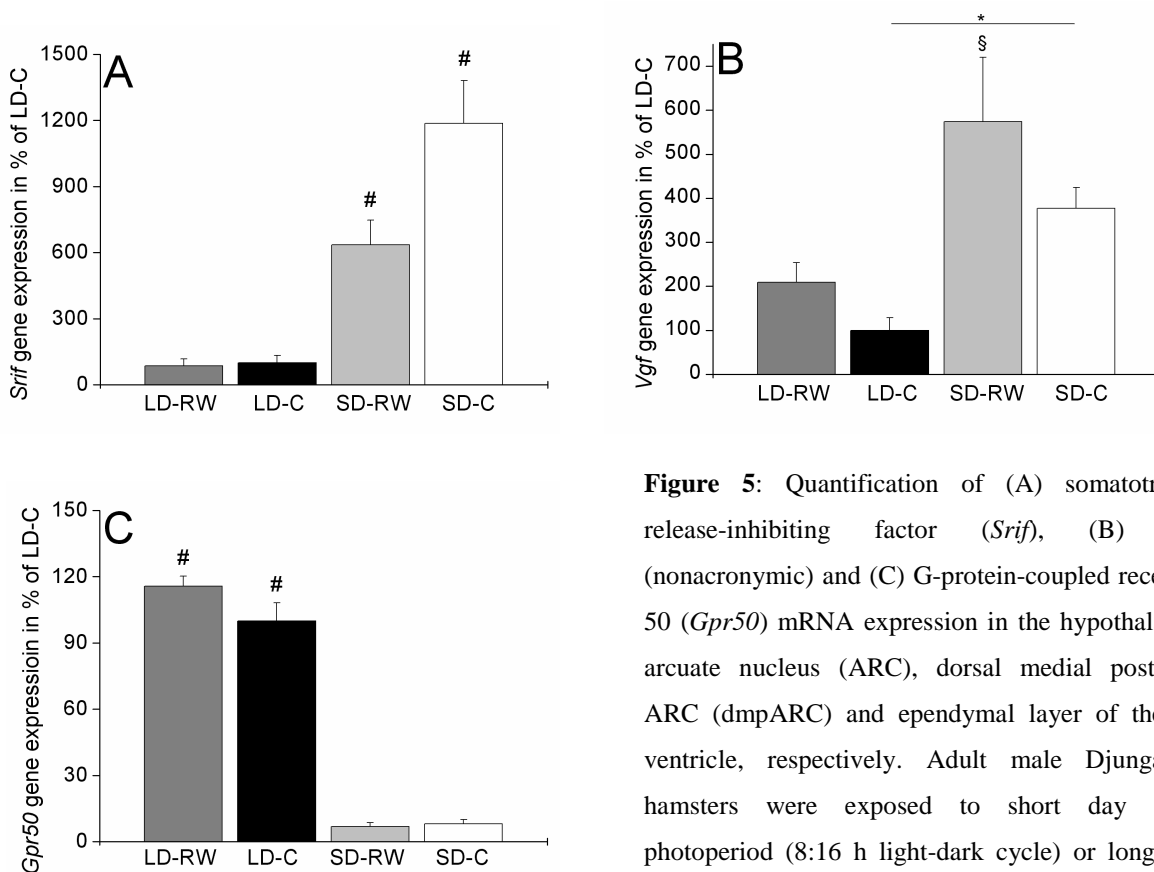 A
Srif gene expression in % of LD-C
1500
1200
900
600
300
0
#
#
LD-RW LD-C SD-RW SD-C
B
Vgf gene expression in % of LD-C
700
600
500
400
300
200
100
0
*
§
LD-RW LD-C SD-RW SD-C
C
Gpr50 gene expressioin in % of LD-C
150
120
90
60
30
0
#
#
LD-RW LD-C SD-RW SD-C
Figure 5: Quantification of (A) somatotr
release-inhibiting factor (Srif), (B)
(nonacronymic) and (C) G-protein-coupled rece
50 (Gpr50) mRNA expression in the hypothal
arcuate nucleus (ARC), dorsal medial post
ARC (dmpARC) and ependymal layer of the
ventricle, respectively. Adult male Djunga
hamsters were exposed to short day
photoperiod (8:16 h light-dark cycle) or long